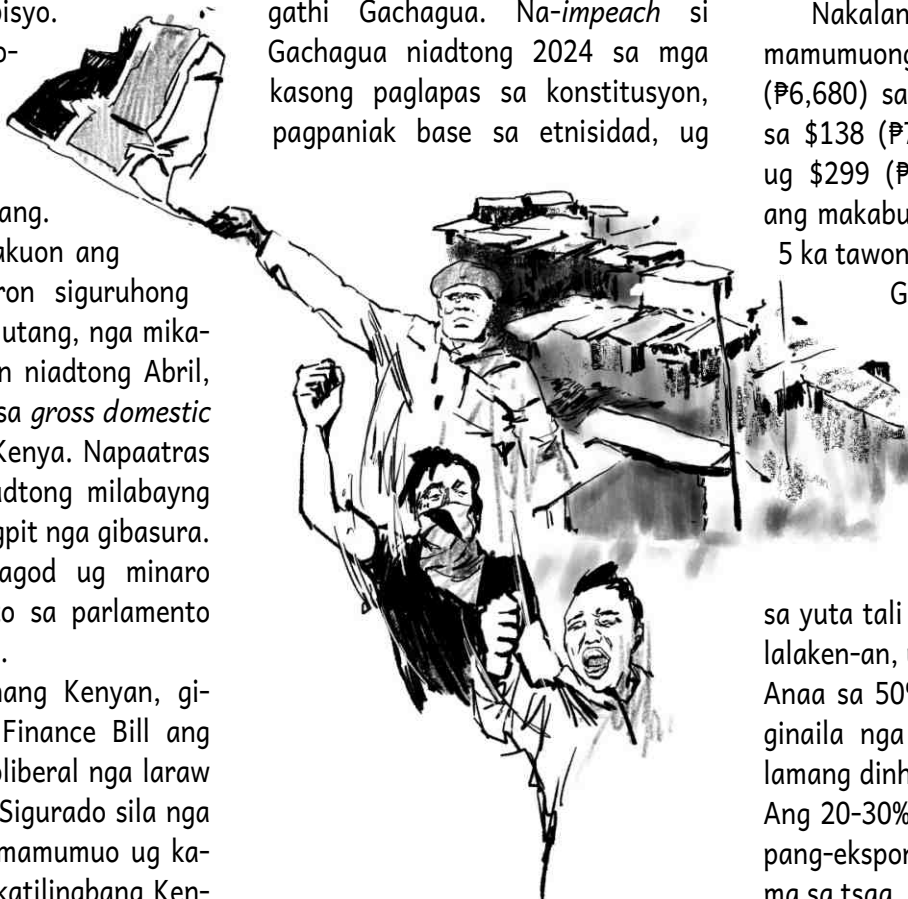 isyo.
o-
ang.
akuon ang
ron siguruhong
utang, nga mika-
n niadtong Abril,
sa gross domestic
Kenya. Napaatras
adtong milabayng
gpit nga gibasura.
agod ug minaro
o sa parlamento
.
nang Kenyan, gi-
Finance Bill ang
oliberal nga laraw
Sigurado sila nga
mamumuo ug ka-
katilingbang Ken-
gathi Gachagua. Na-impeach si
Gachagua niadtong 2024 sa mga
kasong paglapas sa konstitusyon,
pagpaniak base sa etnisidad, ug
Nakalan
mamumuong
(₱6,680) sa
sa $138 (₱7
ug $299 (₱
ang makabu
5 ka tawon
G
sa yuta tali
lalaken-an, u
Anaa sa 50%
ginaila nga
lamang dinh
Ang 20-30%
pang-ekspor
ma sa tsaa